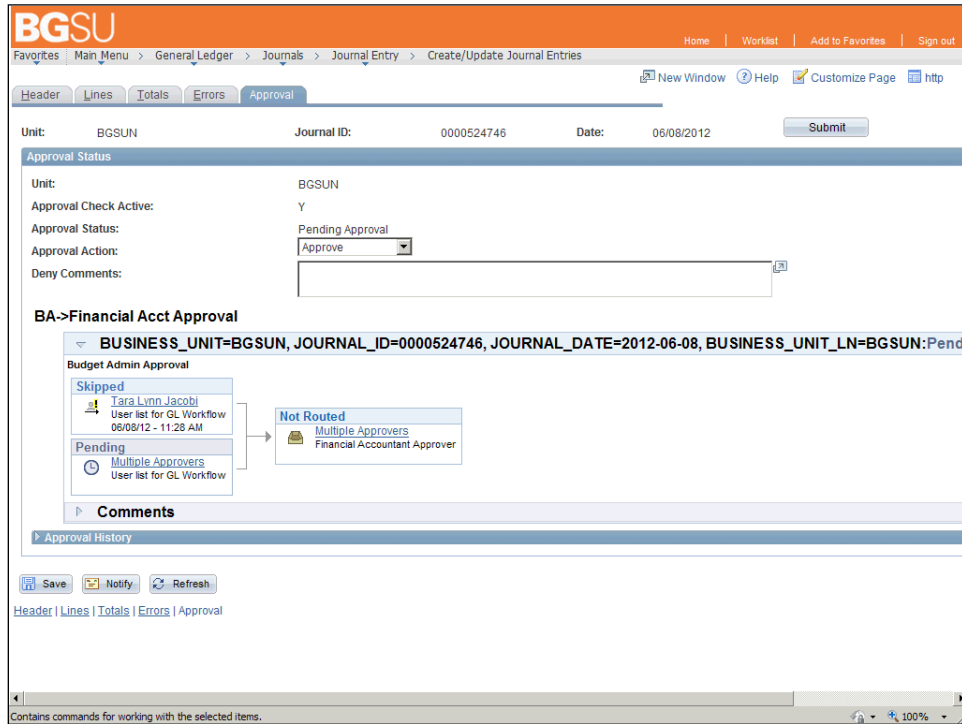 BGSU
Home | Worklist | Add to Favorites | Sign out
Favorites Main Menu > General Ledger > Journals > Journal Entry > Create/Update Journal Entries
New Window ? Help Customize Page http
Header Lines Totals Errors Approval
Unit: BGSUN Journal ID: 0000524746 Date: 06/08/2012 Submit
Approval Status
Unit: BGSUN
Approval Check Active: Y
Approval Status: Pending Approval
Approval Action: Approve
Deny Comments:
BA->Financial Acct Approval
BUSINESS_UNIT=BGSUN, JOURNAL_ID=0000524746, JOURNAL_DATE=2012-06-08, BUSINESS_UNIT_LN=BGSUN:Pend
Budget Admin Approval
Skipped
Tara Lynn Jacobi
User list for GL Workflow
06/08/12 - 11:28 AM
Pending
Multiple Approvers
User list for GL Workflow
Not Routed
Multiple Approvers
Financial Accountant Approver
Comments
Approval History
Save Notify Refresh
Header | Lines | Totals | Errors | Approval
Contains commands for working with the selected items. 100%